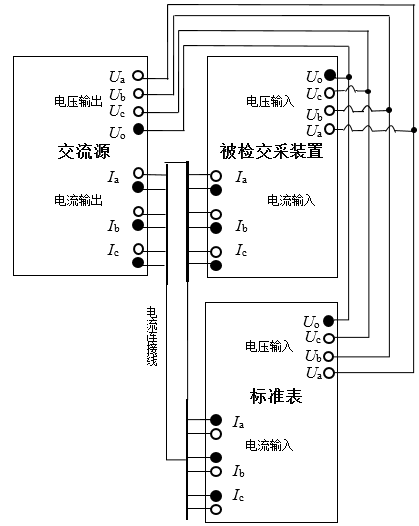 Ua
Ub
电压输出
Uc
Uo
交流源
Ia
电流输出
Ib
Ic
Uo
电压输入
Uc
Ub
Ua
被检交采装置
Ia
电流输入
Ib
Ic
电流连接线
Uo
Uc
电压输入
Ub
Ua
标准表
Ia
电流输入
Ib
Ic